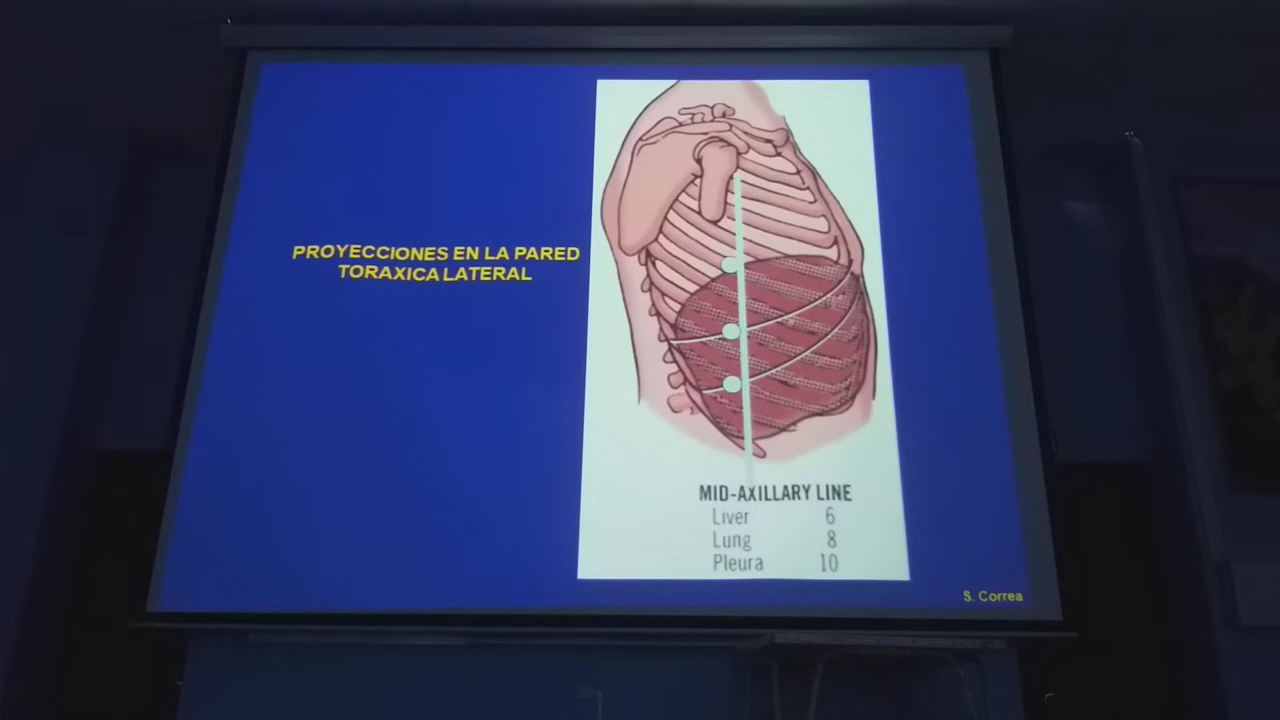 PROYECCIONES EN LA PARED
TORAXICA LATERAL
MID-AXILLARY LINE
Liver 6
Lung 8
Pleura 10
S. Correa